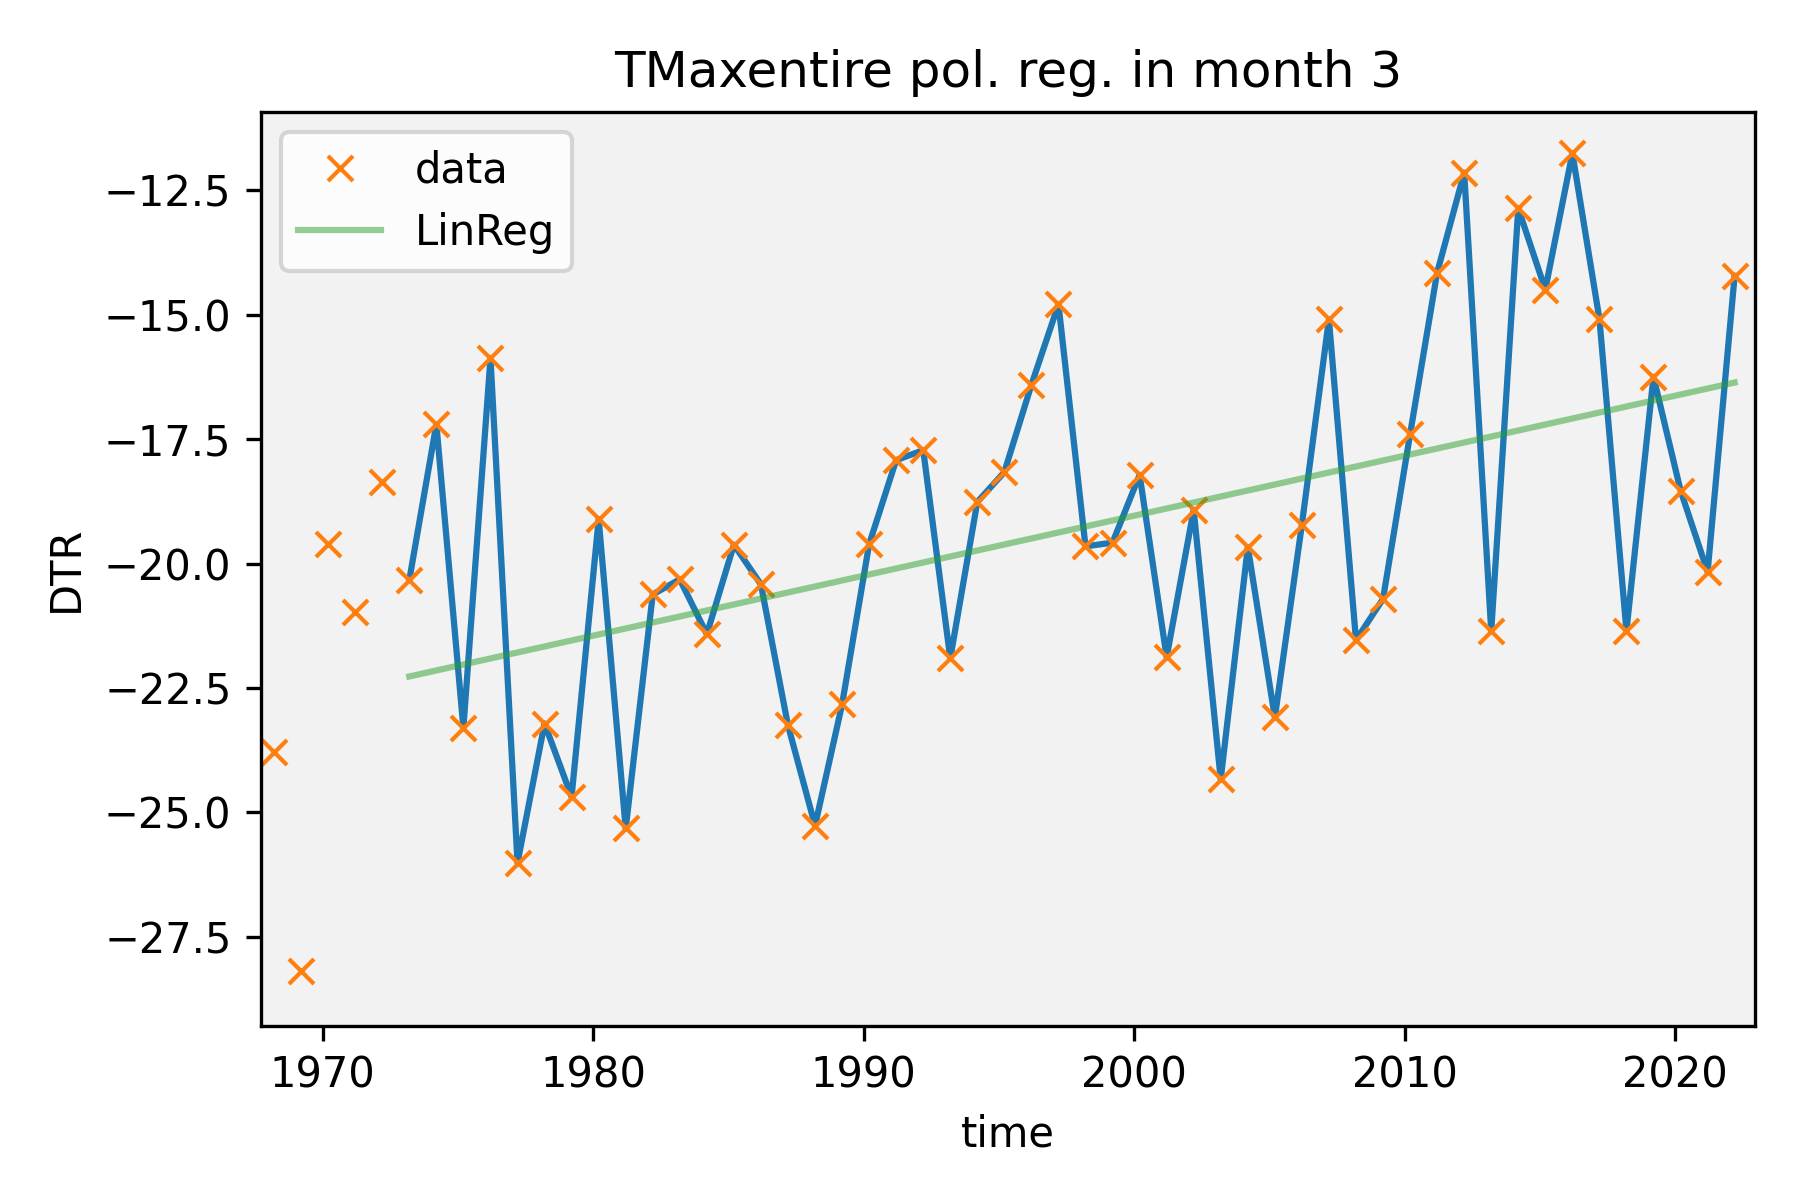 TMaxentire pol. reg. in month 3
data
LinReg
−12.5
−15.0
−17.5
−20.0
−22.5
−25.0
−27.5
DTR
1970 1980 1990 2000 2010 2020
time